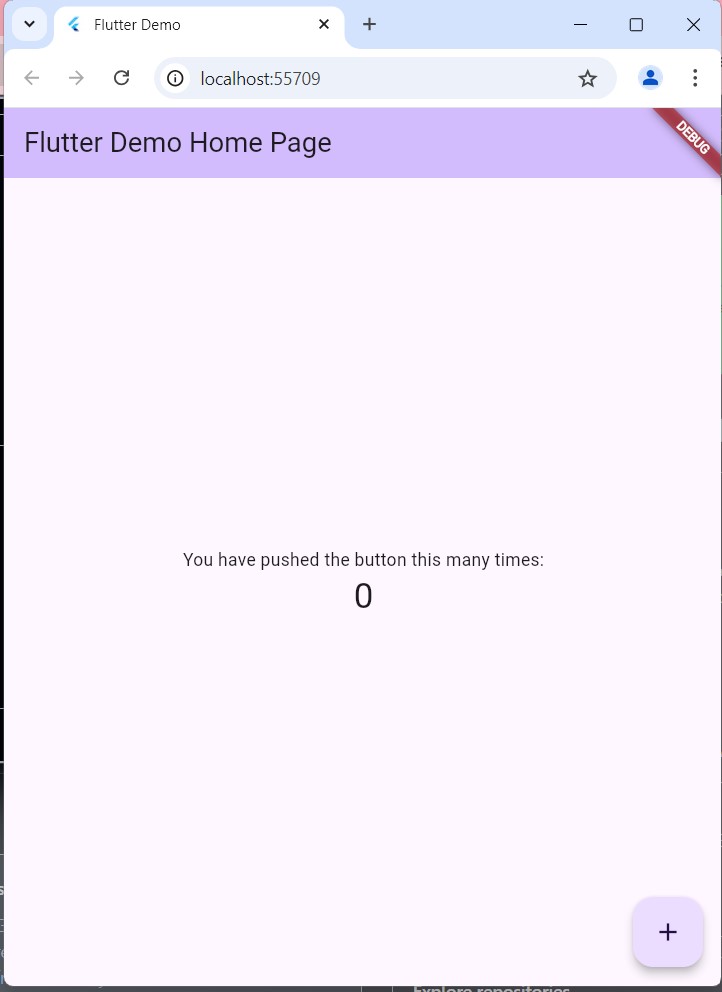 Flutter Demo
localhost:55709
Flutter Demo Home Page
DEBUG
You have pushed the button this many times:
0
Explore repositories